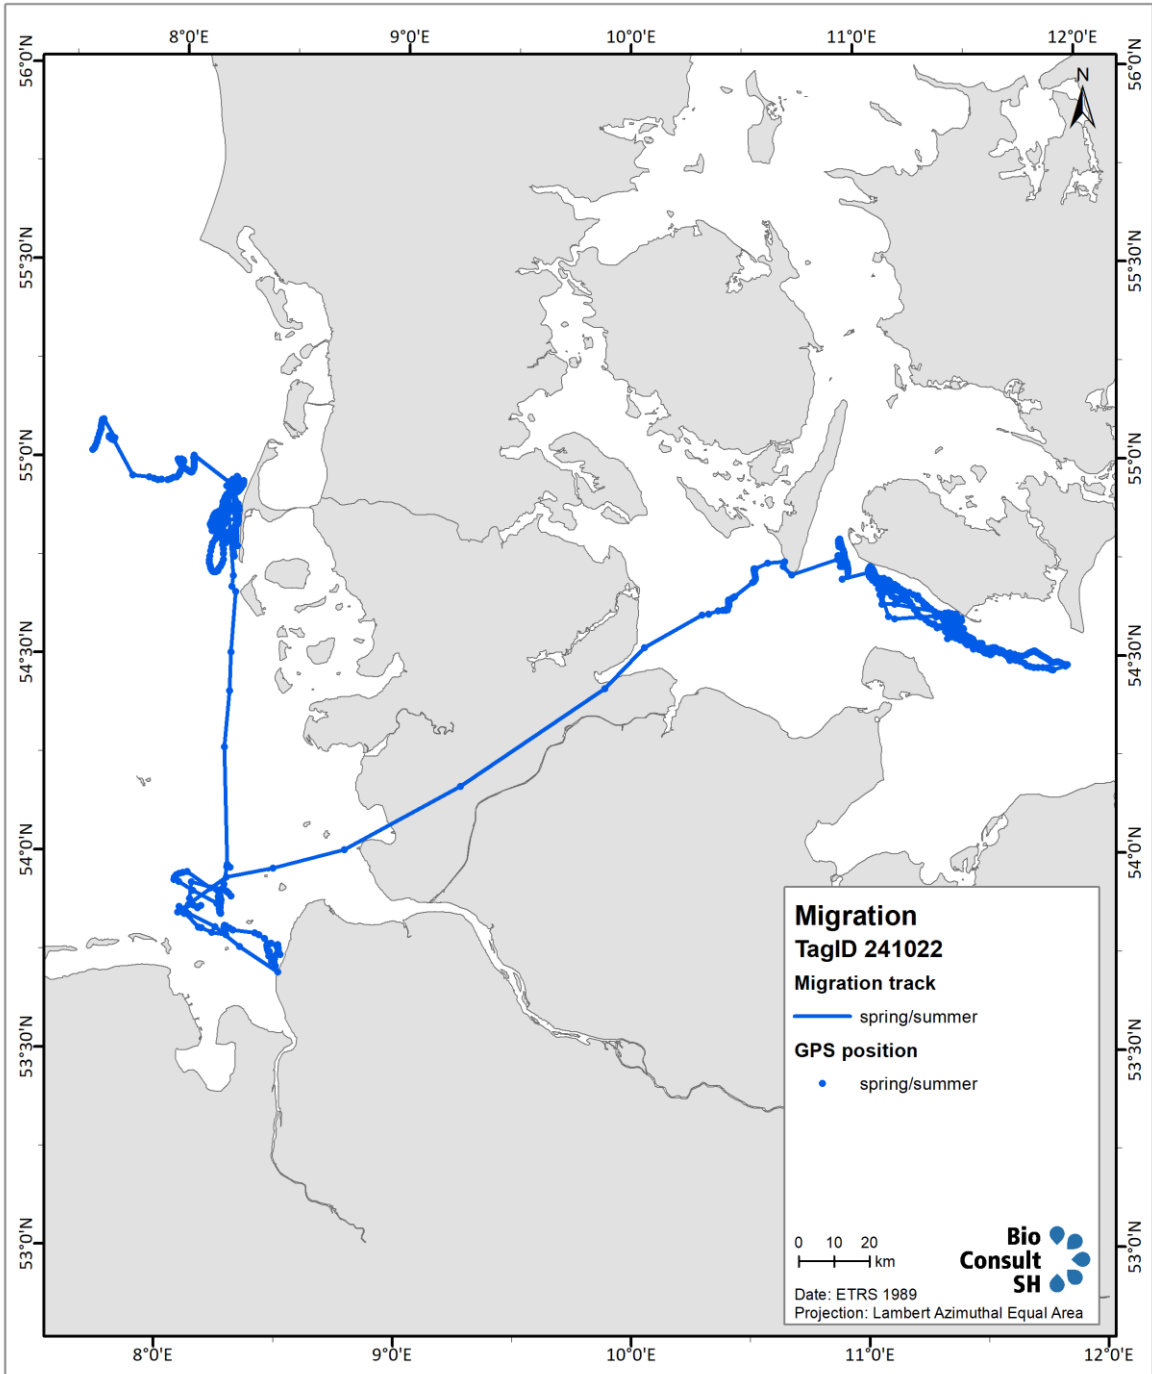 8°0'E 9°0'E 10°0'E 11°0'E 12°0'E
56°0'N 56°0'N
N
55°30'N 55°30'N
55°0'N 55°0'N
54°30'N 54°30'N
54°0'N 54°0'N
Migration
TagID 241022
Migration track
spring/summer
GPS position
spring/summer
53°30'N 53°30'N
53°0'N 53°0'N
0 10 20
km
Bio
Consult
SH
Date: ETRS 1989
Projection: Lambert Azimuthal Equal Area
8°0'E 9°0'E 10°0'E 11°0'E 12°0'E